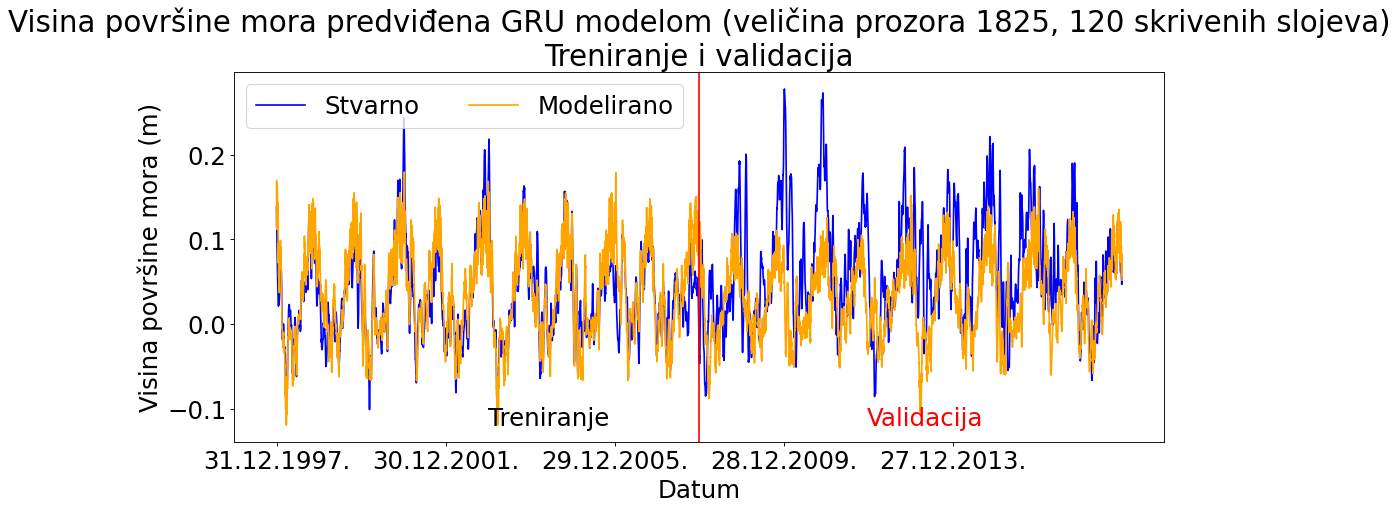 Visina površine mora predviđena GRU modelom (veličina prozora 1825, 120 skrivenih slojeva)
Treniranje i validacija
Stvarno
Modelirano
Visina površine mora (m)
0.2
0.1
0.0
−0.1
Treniranje
Validacija
31.12.1997.
30.12.2001.
29.12.2005.
28.12.2009.
27.12.2013.
Datum